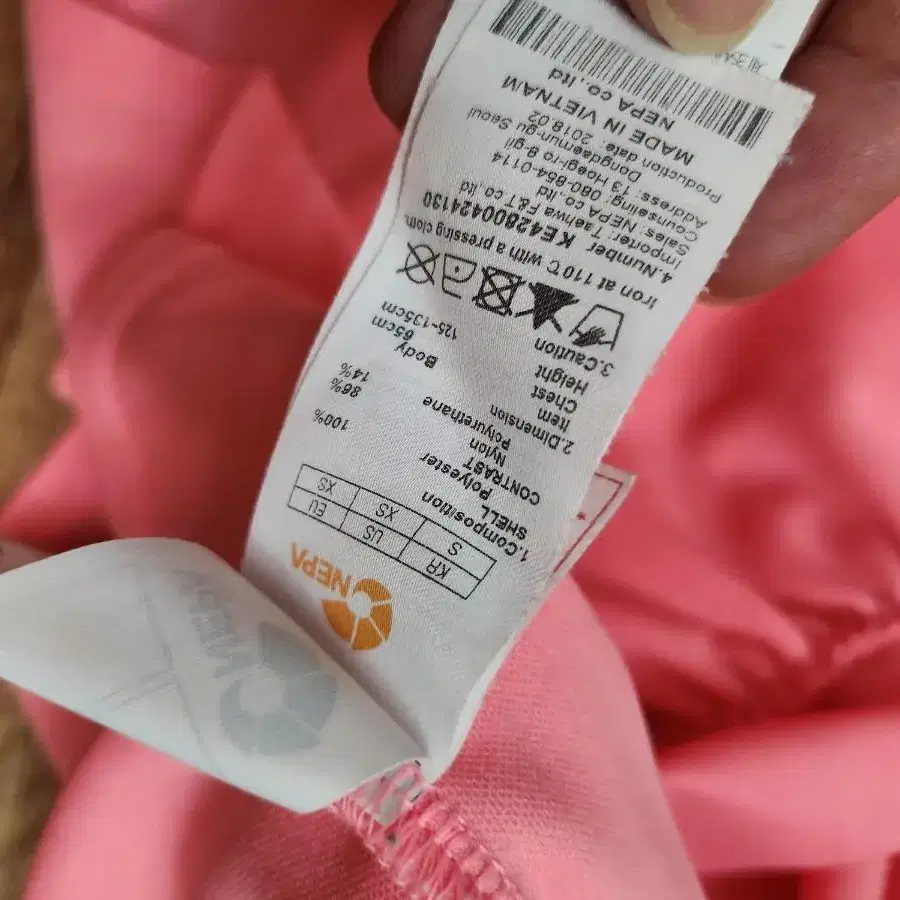 NEPA
KR US EU
S XS XS
1.Composition
SHELL
Polyester 100%
CONTRAST
Nylon 86%
Polyurethane 14%
2.Dimension
Item Body
Chest 65cm
Height 125-135cm
3.Caution
Iron at 110℃ with a pressing cloth.
4.Number KE42800424130
Importer:Taehwa F&T co ltd
Sales: NEPA co.,ltd
Counseling: 080-854-0114
Address: 13 Hoegi-ro 8-gil
Dongdaemun-gu Seoul
Production date: 2018.02
MADE IN VIETNAM
NEPA co.,ltd
NEPA